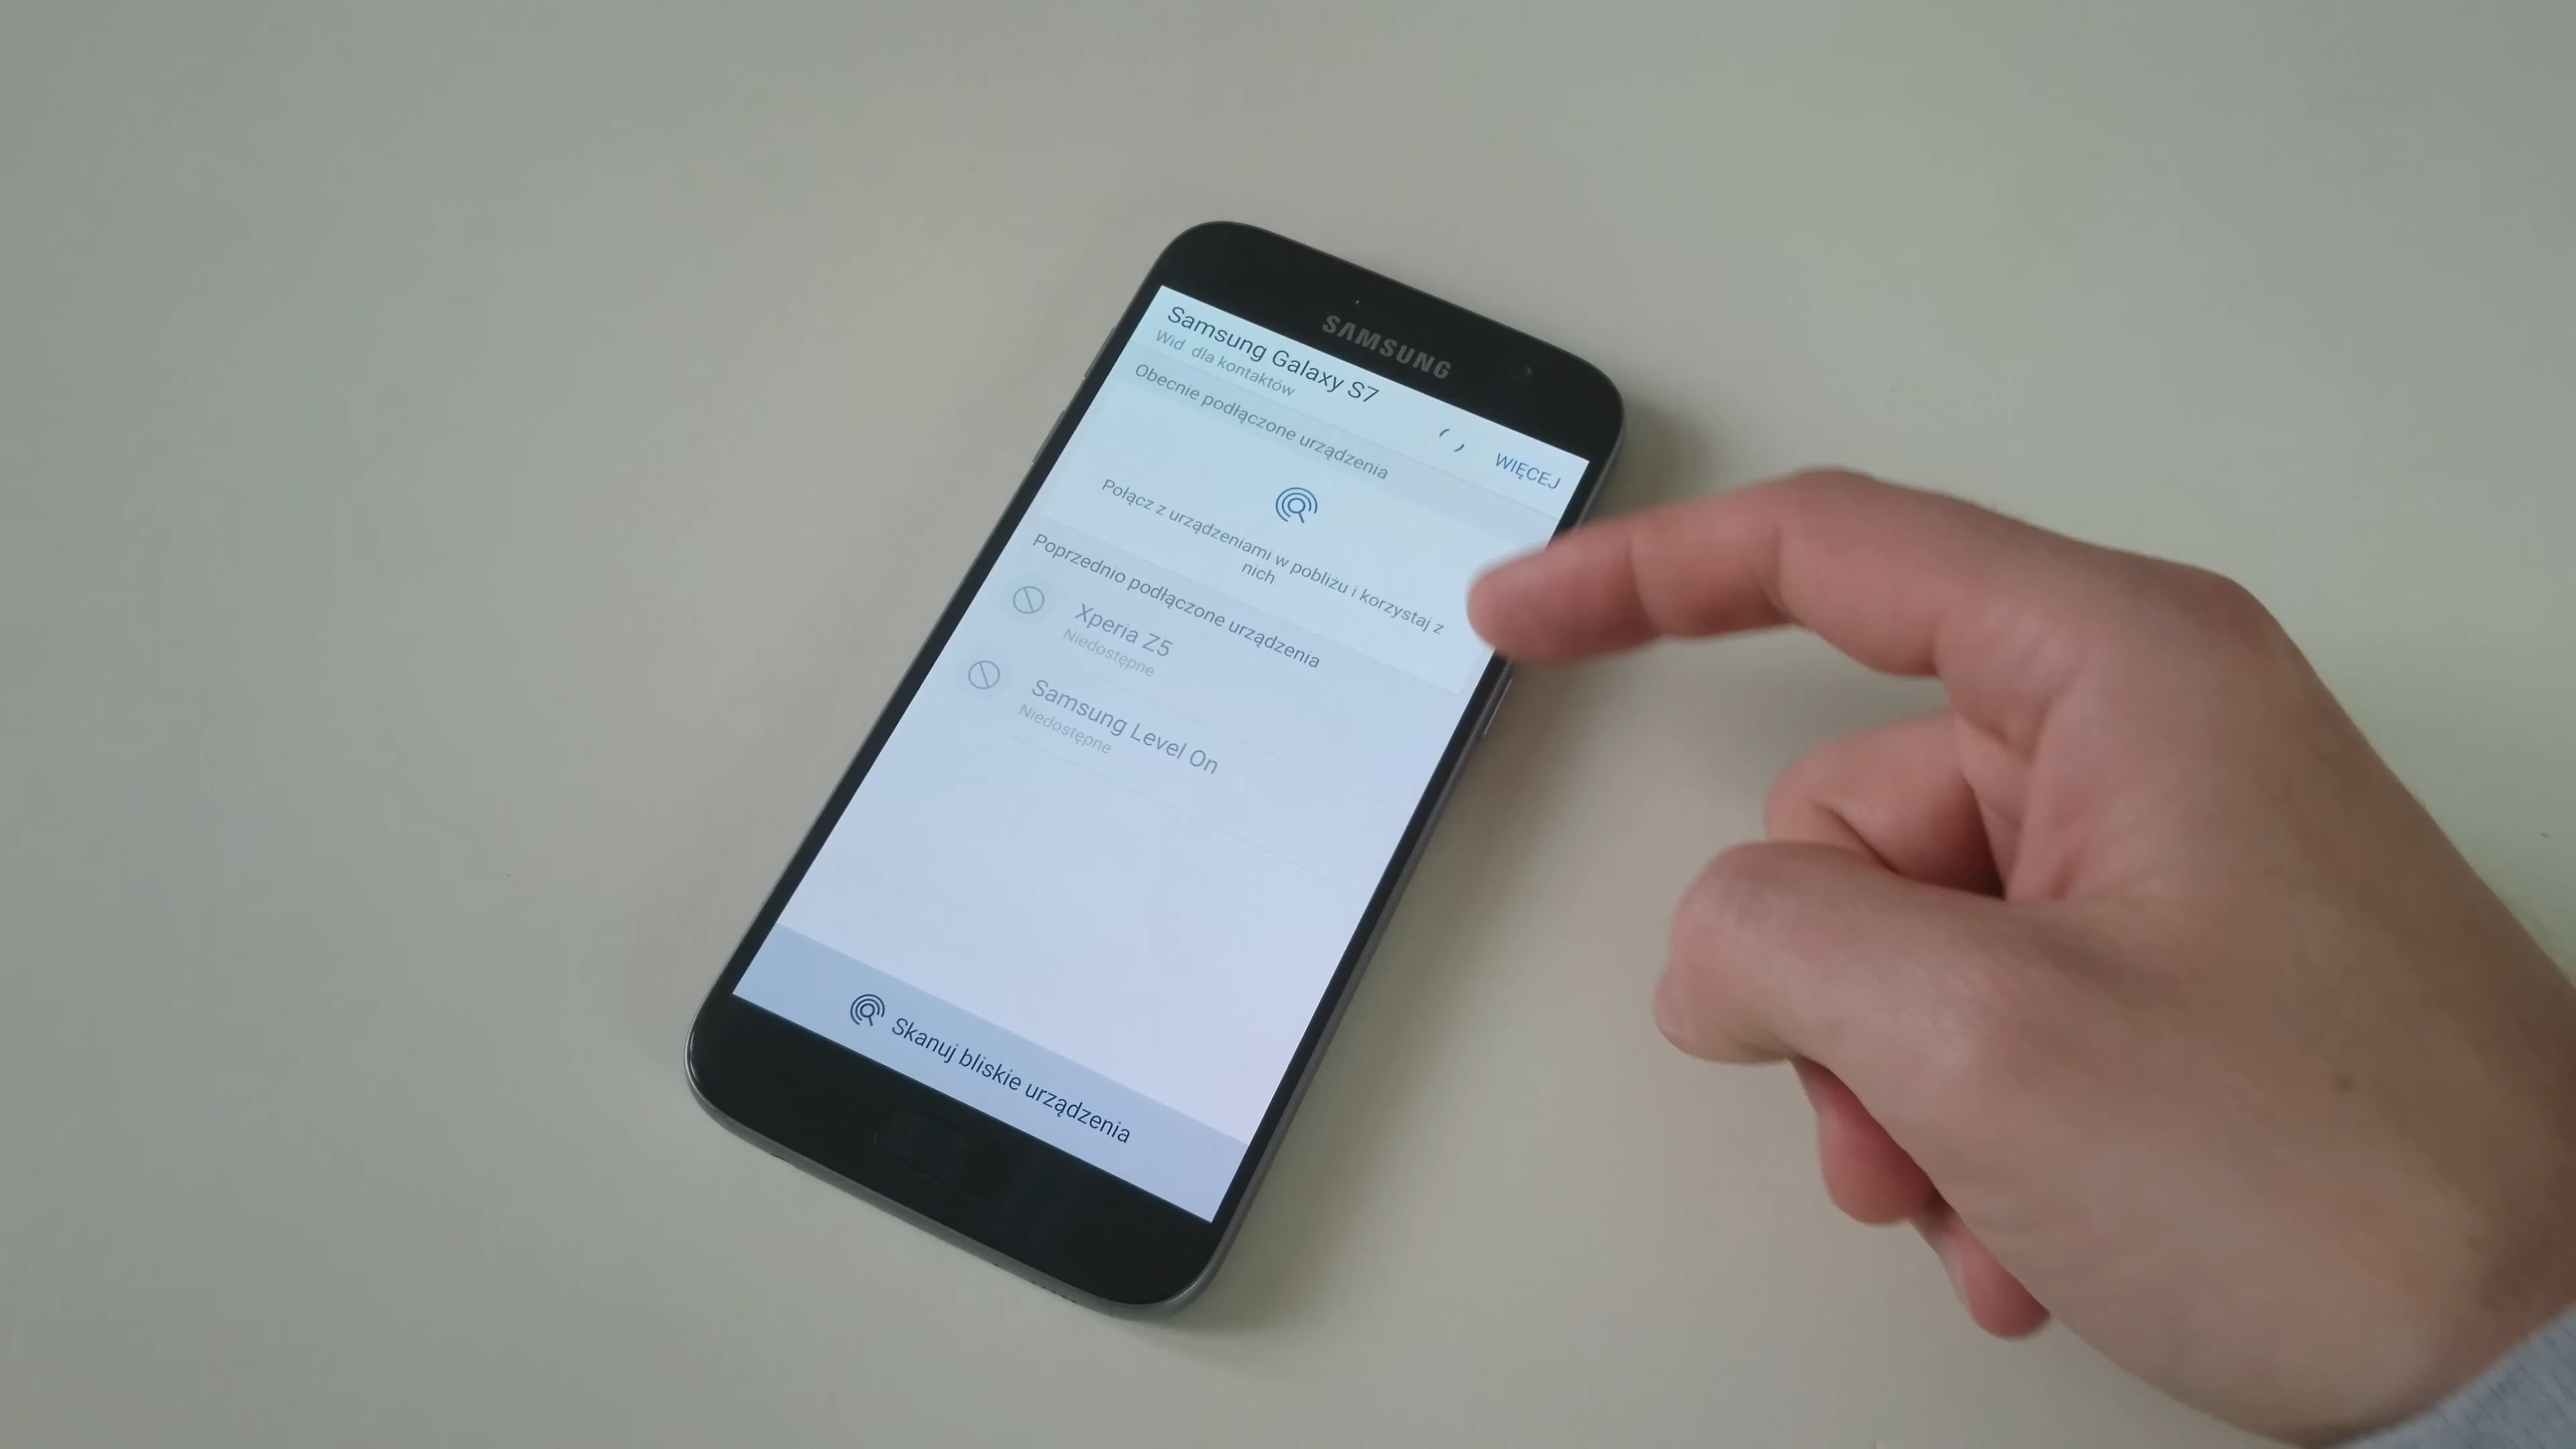 SAMSUNG
Samsung Galaxy S7
Wid. dla kontaktów
WIĘCEJ
Obecnie podłączone urządzenia
Połącz z urządzeniami w pobliżu i korzystaj z
nich
Poprzednio podłączone urządzenia
Xperia Z5
Niedostępne
Samsung Level On
Niedostępne
Skanuj bliskie urządzenia